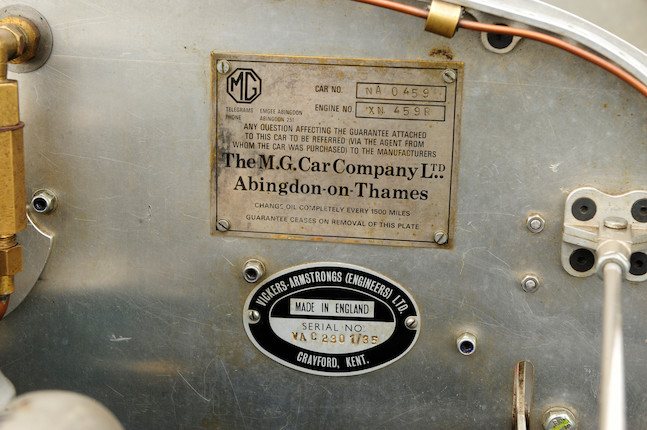 MG
CAR NO. NA 0459
ENGINE NO. XN 459R
TELEGRAMS EMGEE ABINGDON
PHONE ABINGDON 251
ANY QUESTION AFFECTING THE GUARANTEE ATTACHED
TO THIS CAR TO BE REFERRED (VIA THE AGENT FROM
WHOM THE CAR WAS PURCHASED) TO THE MANUFACTURERS
The M.G. Car Company LTD.
Abingdon-on-Thames
CHANGE OIL COMPLETELY EVERY 1500 MILES
GUARANTEE CEASES ON REMOVAL OF THIS PLATE
VICKERS-ARMSTRONGS (ENGINEERS) LTD.
MADE IN ENGLAND
SERIAL NO.
VAC 2301/35
CRAYFORD, KENT.